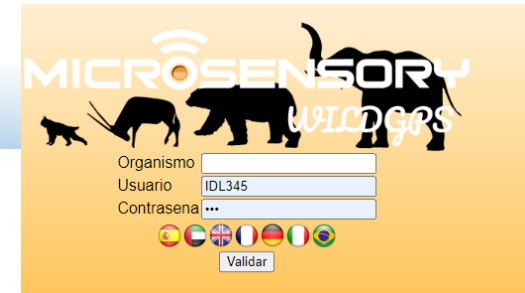 MICROSENSORY
WILDGPS
Organismo
Usuario IDL345
Contrasena •••
Validar